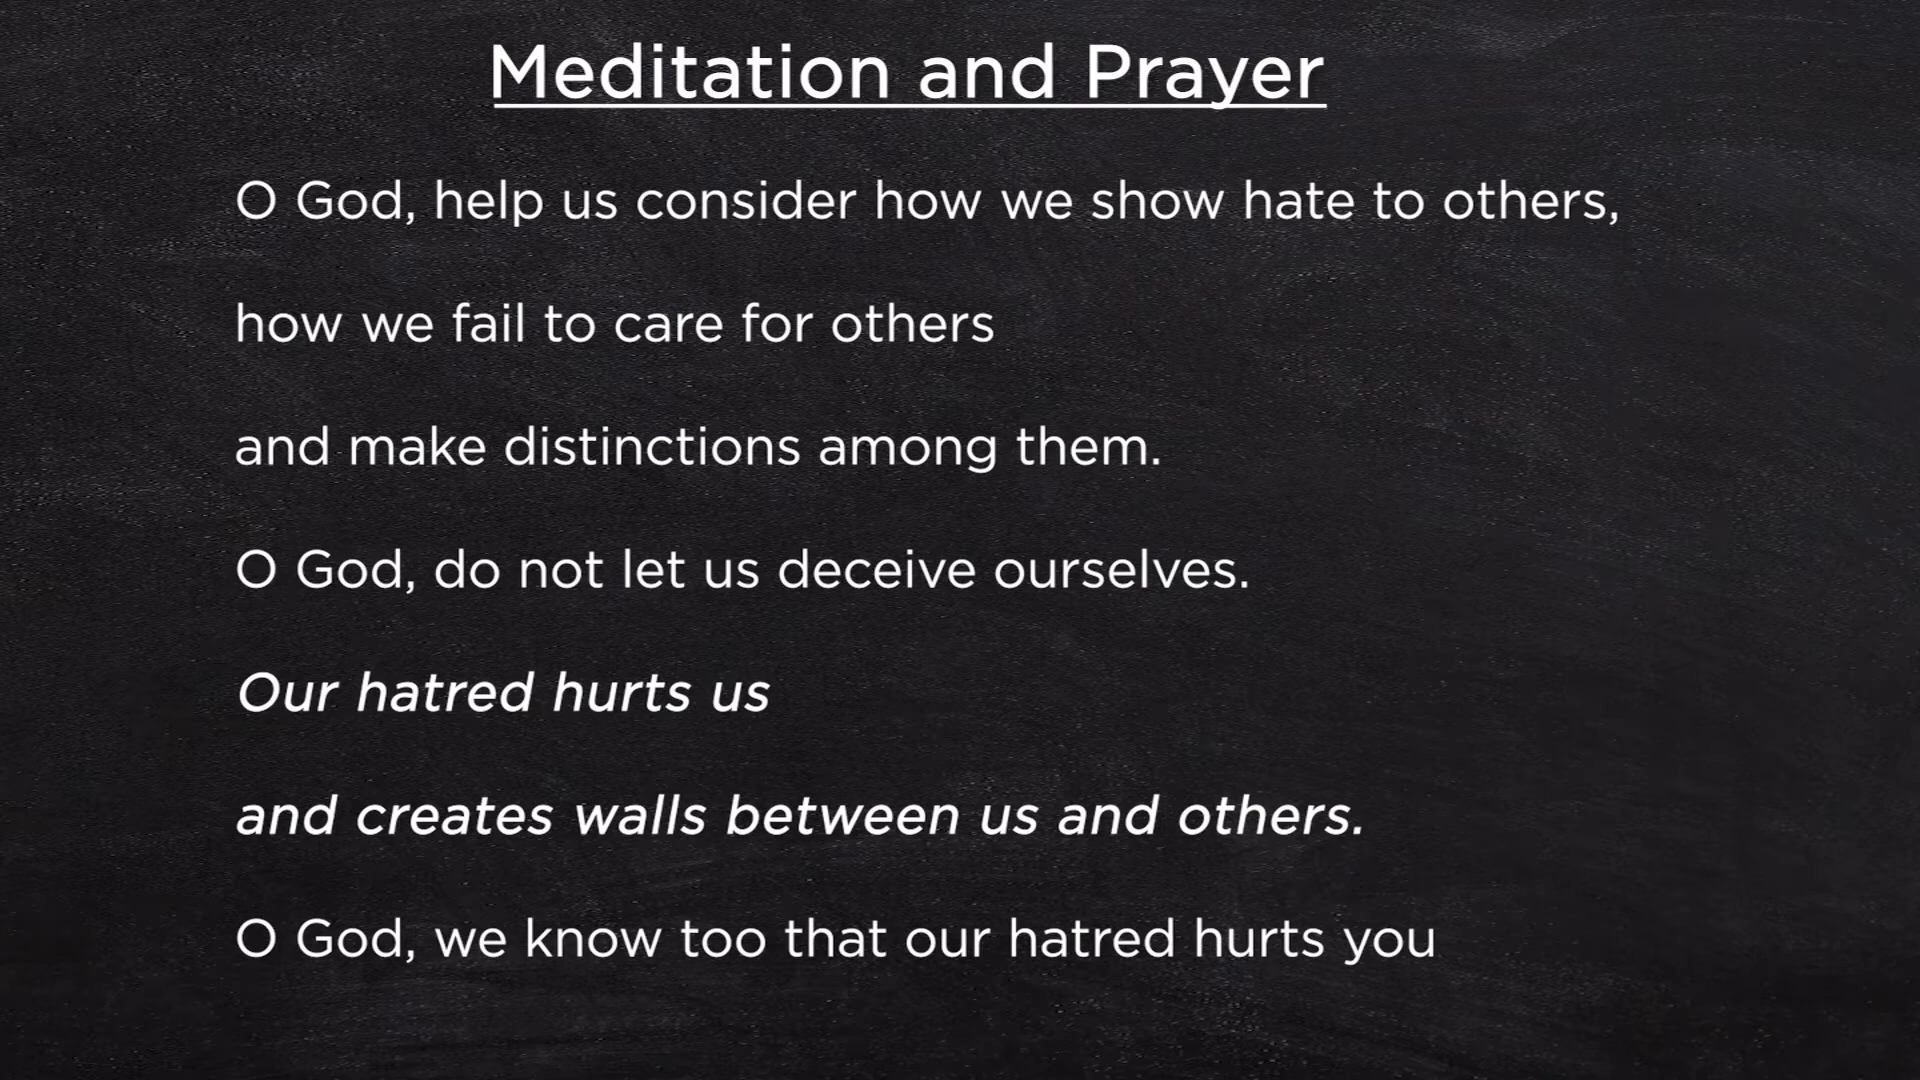 Meditation and Prayer
O God, help us consider how we show hate to others,
how we fail to care for others
and make distinctions among them.
O God, do not let us deceive ourselves.
Our hatred hurts us
and creates walls between us and others.
O God, we know too that our hatred hurts you